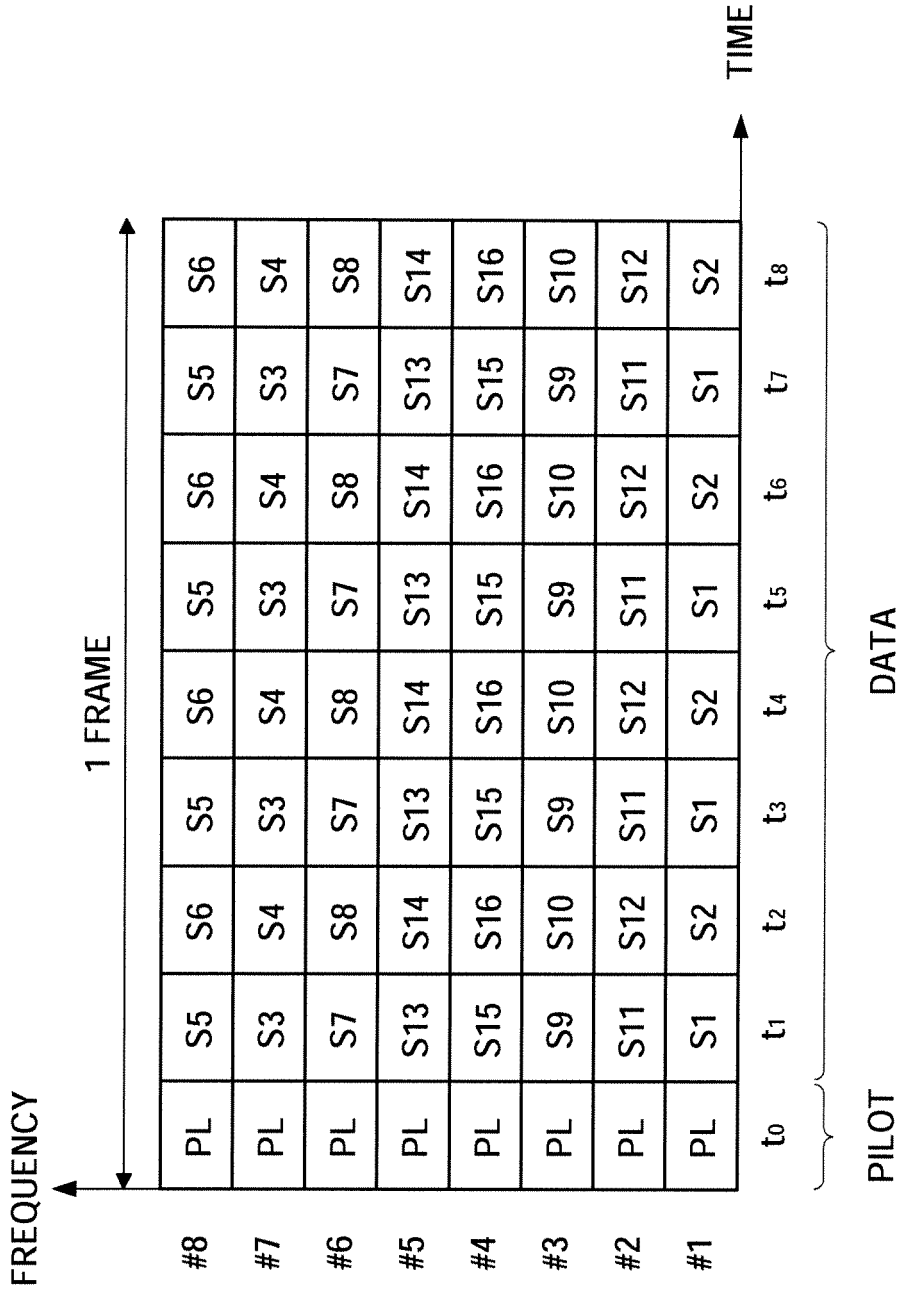 FREQUENCY
1 FRAME
#8 PL S5 S6 S5 S6 S5 S6 S5 S6
#7 PL S3 S4 S3 S4 S3 S4 S3 S4
#6 PL S7 S8 S7 S8 S7 S8 S7 S8
#5 PL S13 S14 S13 S14 S13 S14 S13 S14
#4 PL S15 S16 S15 S16 S15 S16 S15 S16
#3 PL S9 S10 S9 S10 S9 S10 S9 S10
#2 PL S11 S12 S11 S12 S11 S12 S11 S12
#1 PL S1 S2 S1 S2 S1 S2 S1 S2
TIME
t0 t1 t2 t3 t4 t5 t6 t7 t8
PILOT DATA